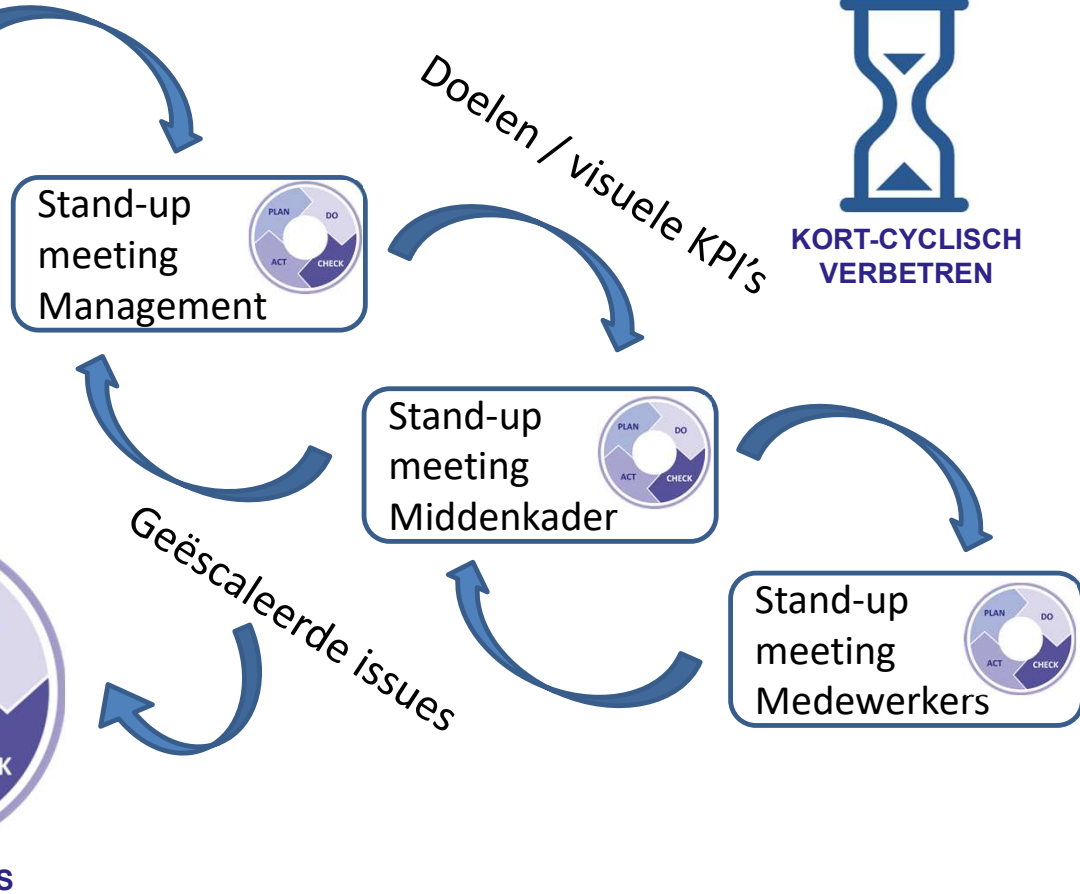 Doelen / visuele KPI's
KORT-CYCLISCH
VERBETREN
Stand-up
meeting
Management
PLAN
DO
ACT
CHECK
Stand-up
meeting
Middenkader
PLAN
DO
ACT
CHECK
Geëscaleerde issues
Stand-up
meeting
Medewerkers
PLAN
DO
ACT
CHECK
K
S